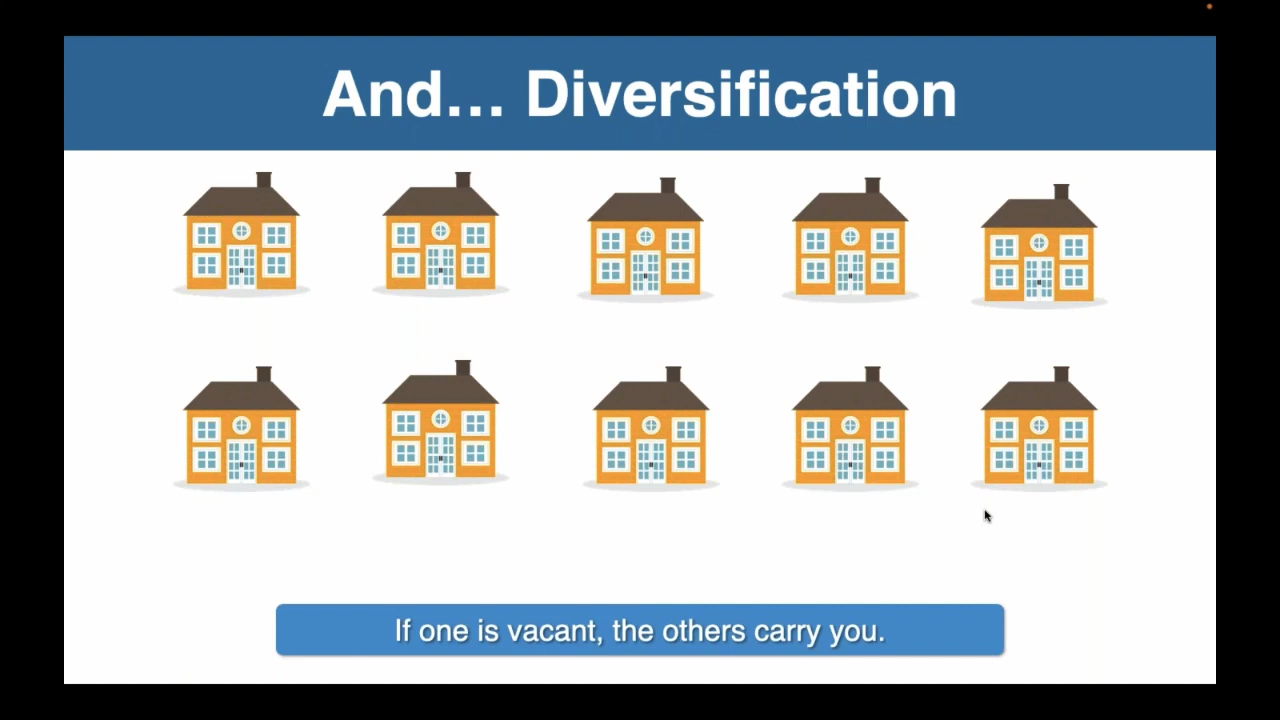 And... Diversification
If one is vacant, the others carry you.